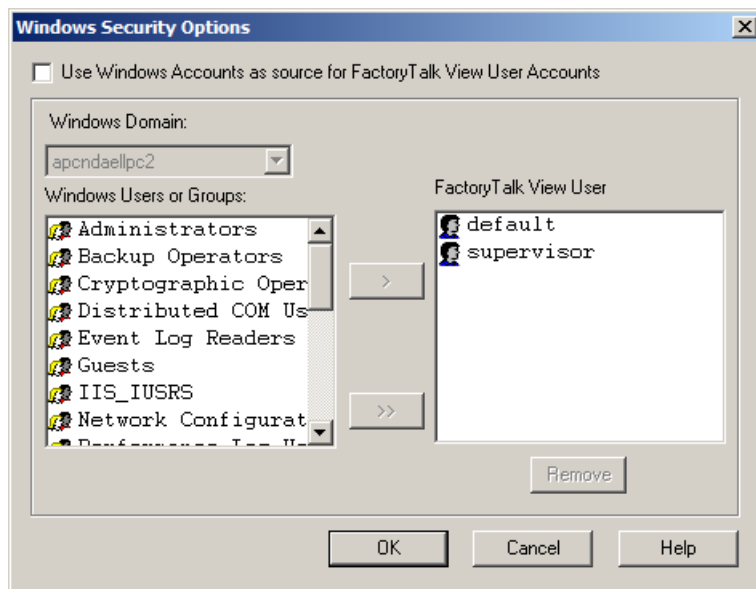 Windows Security Options
Use Windows Accounts as source for FactoryTalk View User Accounts
Windows Domain:
apcndaellpc2
Windows Users or Groups:
Administrators
Backup Operators
Cryptographic Oper
Distributed COM Us
Event Log Readers
Guests
IIS_IUSRS
Network Configurat
>
>>
FactoryTalk View User
default
supervisor
Remove
OK
Cancel
Help